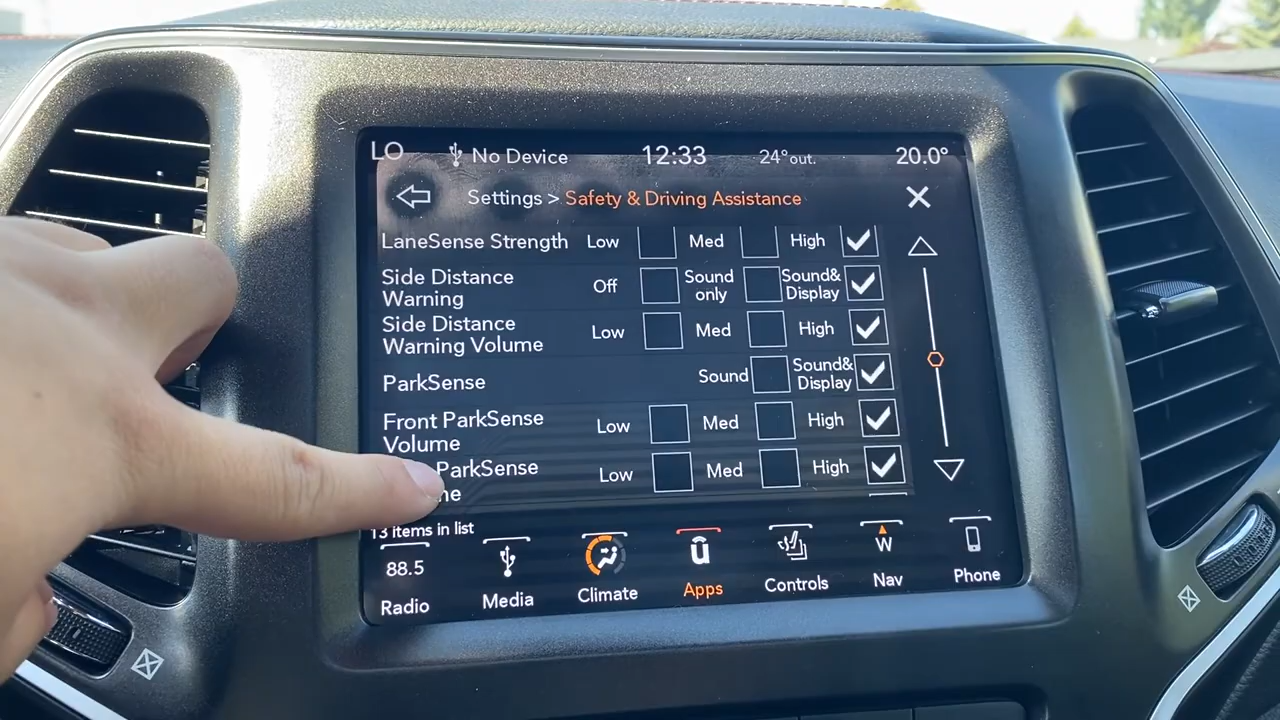 LO No Device 12:33 24°out. 20.0°
Settings > Safety & Driving Assistance
LaneSense Strength Low Med High
Side Distance
Warning
Off Sound
only
Sound&
Display
Side Distance
Warning Volume
Low Med High
ParkSense Sound Sound&
Display
Front ParkSense
Volume
Low Med High
ParkSense
Low Med High
13 items in list
88.5 W
Radio Media Climate Apps Controls Nav Phone